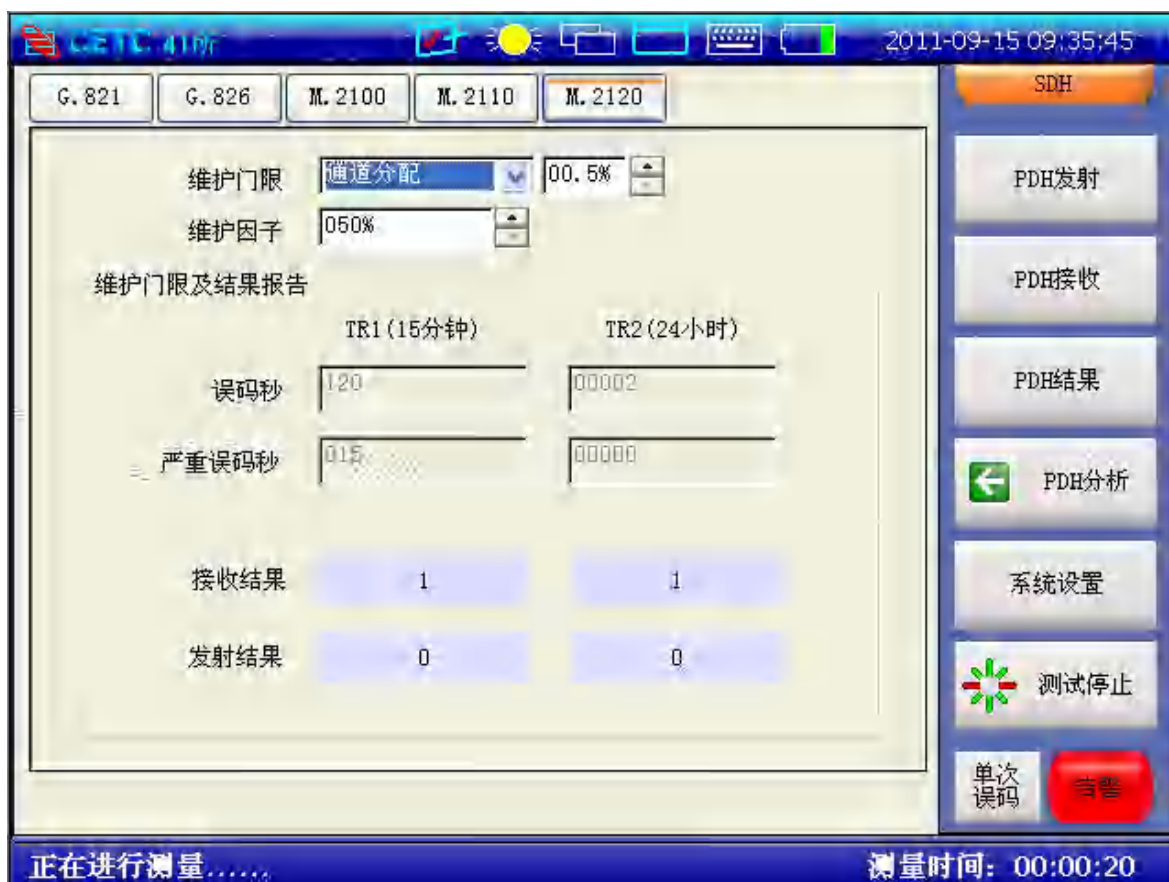 CETC 41所 2011-09-15 09:35:45
G.821 G.826 M.2100 M.2110 M.2120
维护门限 通道分配 00.5%
维护因子 050%
维护门限及结果报告
TR1(15分钟) TR2(24小时)
误码秒 120 00002
严重误码秒 015 00000
接收结果 1 1
发射结果 0 0
SDH
PDH发射
PDH接收
PDH结果
PDH分析
系统设置
测试停止
单次
误码
告警
正在进行测量......
测量时间: 00:00:20